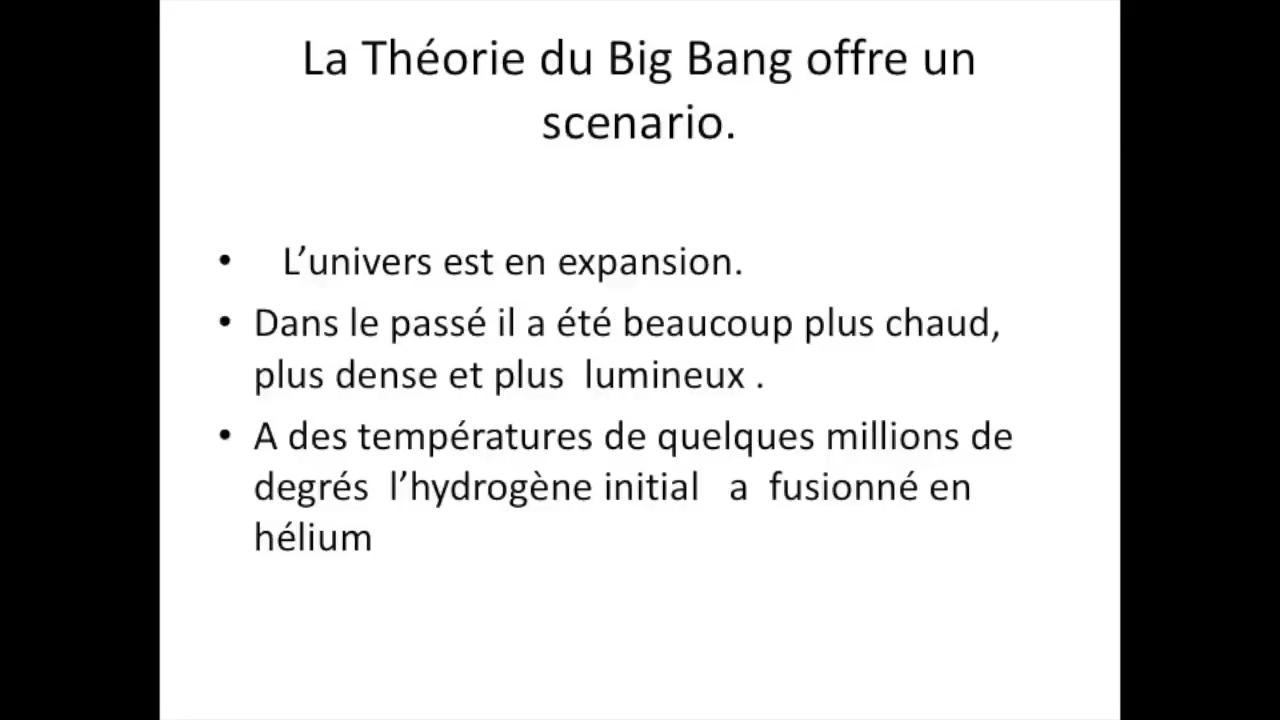 La Théorie du Big Bang offre un
scenario.
• L’univers est en expansion.
• Dans le passé il a été beaucoup plus chaud,
plus dense et plus lumineux .
• A des températures de quelques millions de
degrés l’hydrogène initial a fusionné en
hélium